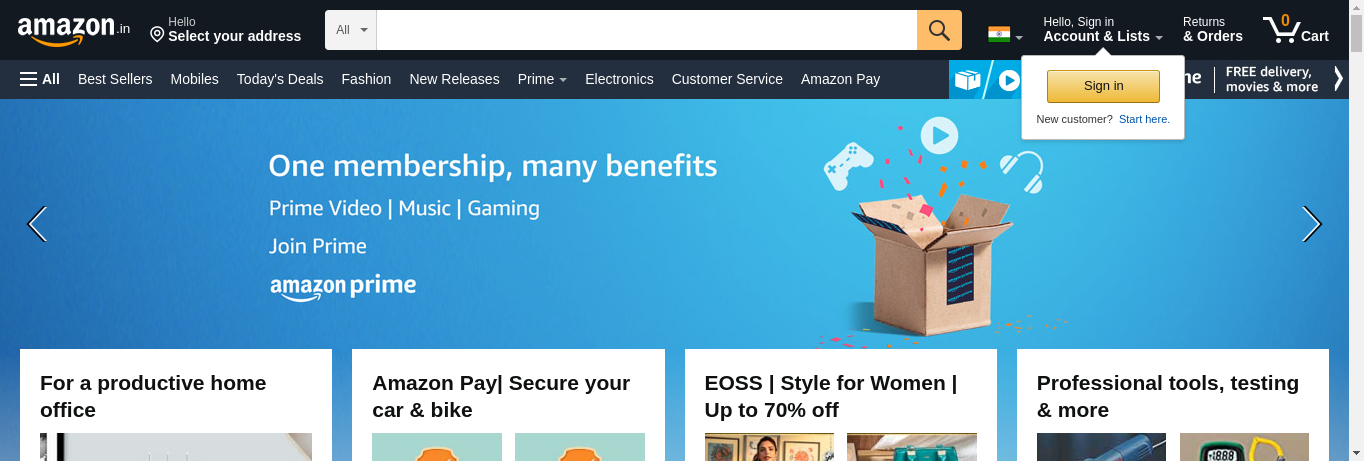 amazon.in
Hello
Select your address
All
Hello, Sign in
Account & Lists
Returns
& Orders
0
Cart
All
Best Sellers
Mobiles
Today's Deals
Fashion
New Releases
Prime
Electronics
Customer Service
Amazon Pay
FREE delivery,
movies & more
Sign in
New customer? Start here.
One membership, many benefits
Prime Video | Music | Gaming
Join Prime
amazon prime
For a productive home
office
Amazon Pay| Secure your
car & bike
EOSS | Style for Women |
Up to 70% off
Professional tools, testing
& more